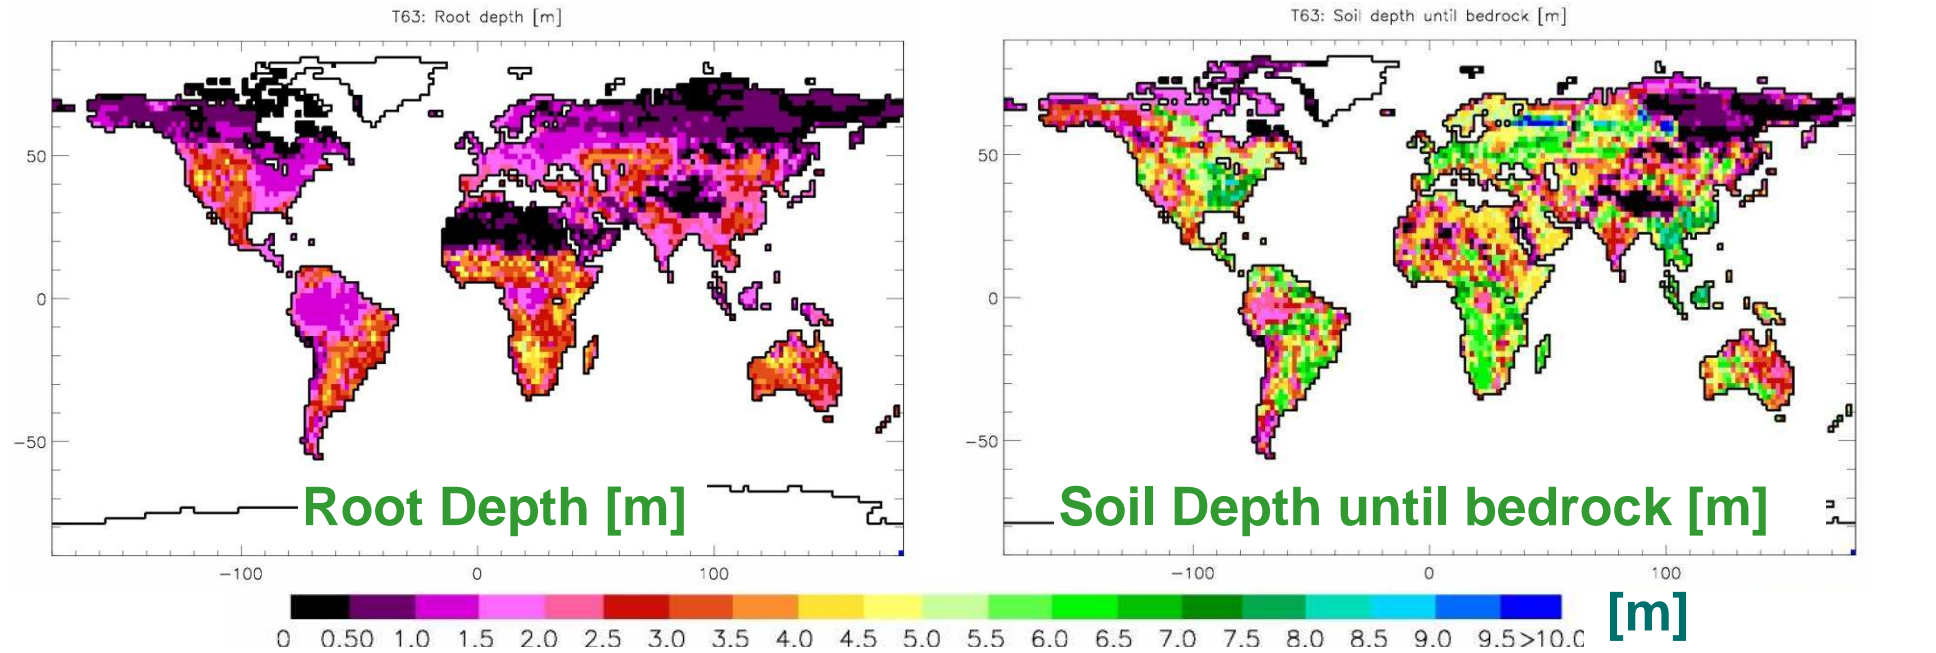 T63: Root depth [m]
T63: Soil depth until bedrock [m]
50
0
−50
−100 0 100
50
0
−50
−100 0 100
Root Depth [m]
Soil Depth until bedrock [m]
0 0.50 1.0 1.5 2.0 2.5 3.0 3.5 4.0 4.5 5.0 5.5 6.0 6.5 7.0 7.5 8.0 8.5 9.0 9.5 >10.0
[m]